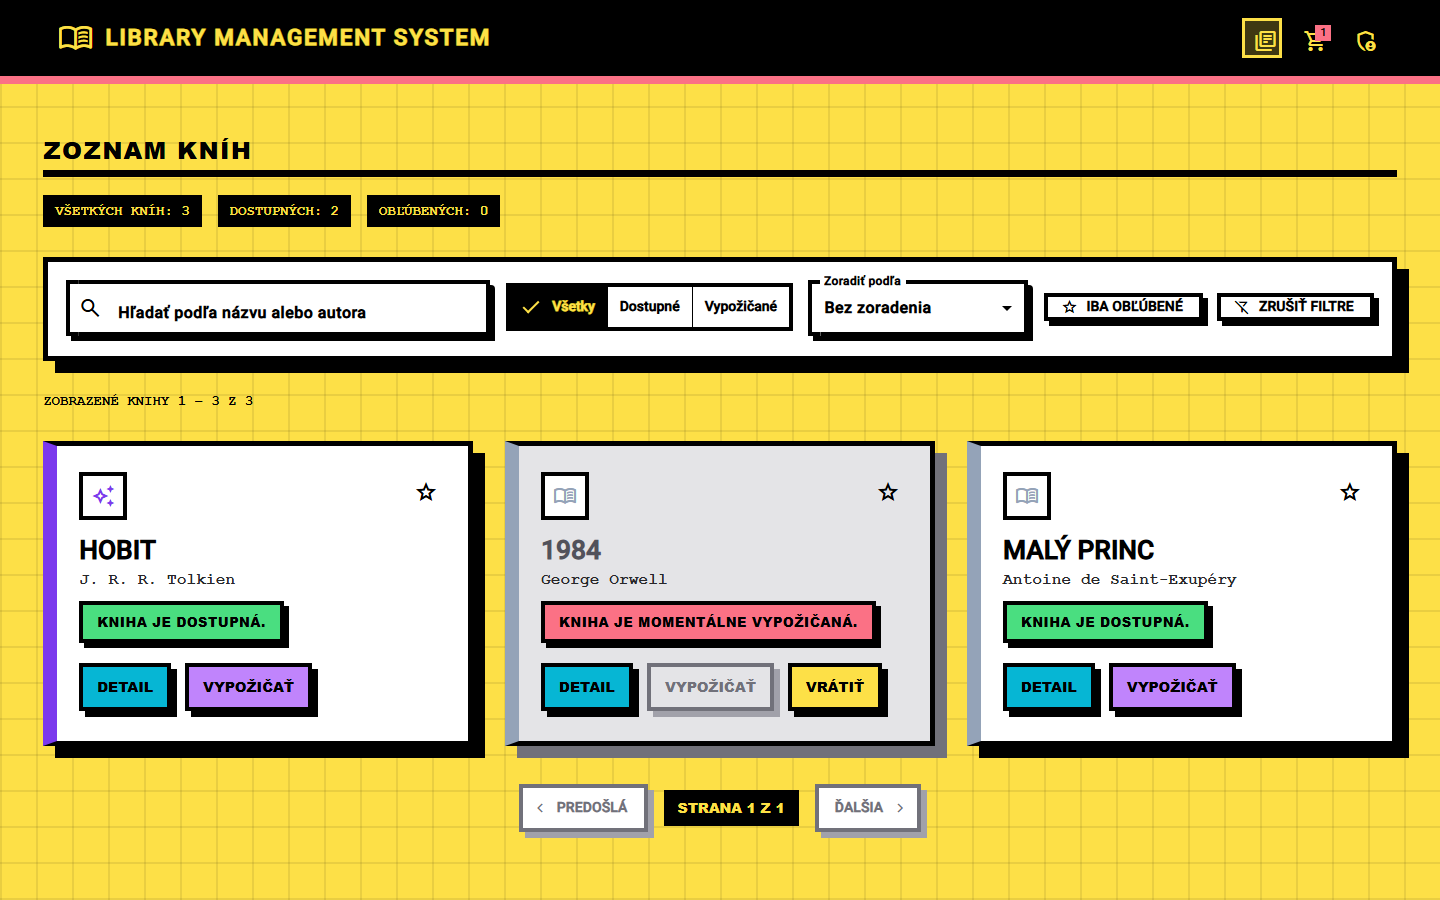 LIBRARY MANAGEMENT SYSTEM
1
ZOZNAM KNÍH
VŠETKÝCH KNÍH: 3
DOSTUPNÝCH: 2
OBĽÚBENÝCH: 0
Hľadať podľa názvu alebo autora
Všetky
Dostupné
Vypožičané
Zoradiť podľa
Bez zoradenia
IBA OBĽÚBENÉ
ZRUŠIŤ FILTRE
ZOBRAZENÉ KNIHY 1 – 3 Z 3
HOBIT
J. R. R. Tolkien
KNIHA JE DOSTUPNÁ.
DETAIL
VYPOŽIČAŤ
1984
George Orwell
KNIHA JE MOMENTÁLNE VYPOŽIČANÁ.
DETAIL
VYPOŽIČAŤ
VRÁTIŤ
MALÝ PRINC
Antoine de Saint-Exupéry
KNIHA JE DOSTUPNÁ.
DETAIL
VYPOŽIČAŤ
PREDOŠLÁ
STRANA 1 Z 1
ĎALŠIA